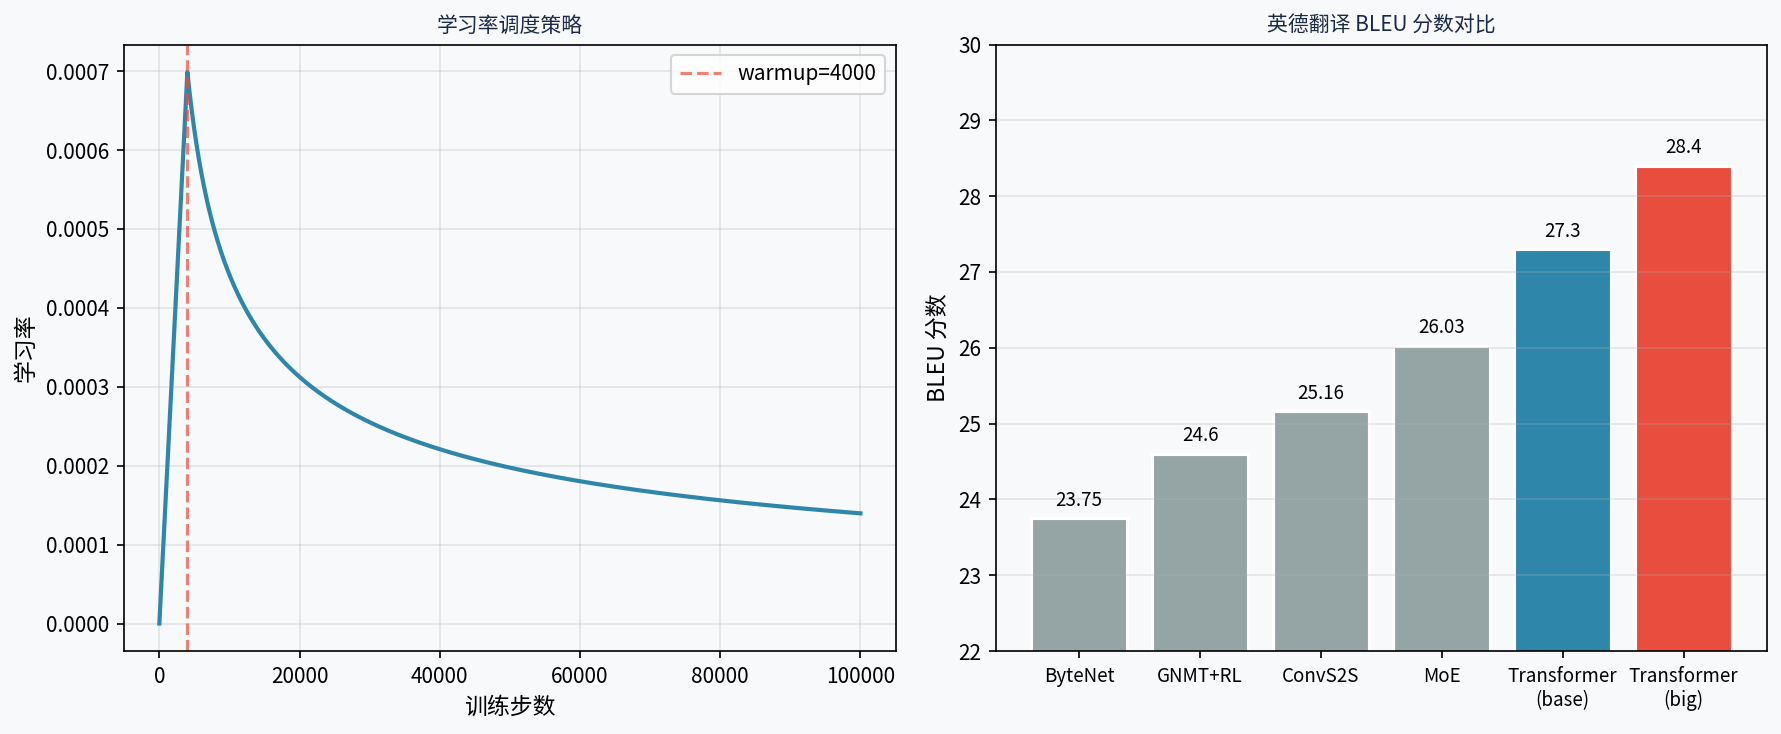 学习率调度策略
warmup=4000
0.0007
0.0006
0.0005
0.0004
0.0003
0.0002
0.0001
0.0000
学习率
0 20000 40000 60000 80000 100000
训练步数
英德翻译 BLEU 分数对比
30
29
28
27
26
25
24
23
22
BLEU 分数
23.75
24.6
25.16
26.03
27.3
28.4
ByteNet GNMT+RL ConvS2S MoE Transformer Transformer
(base) (big)